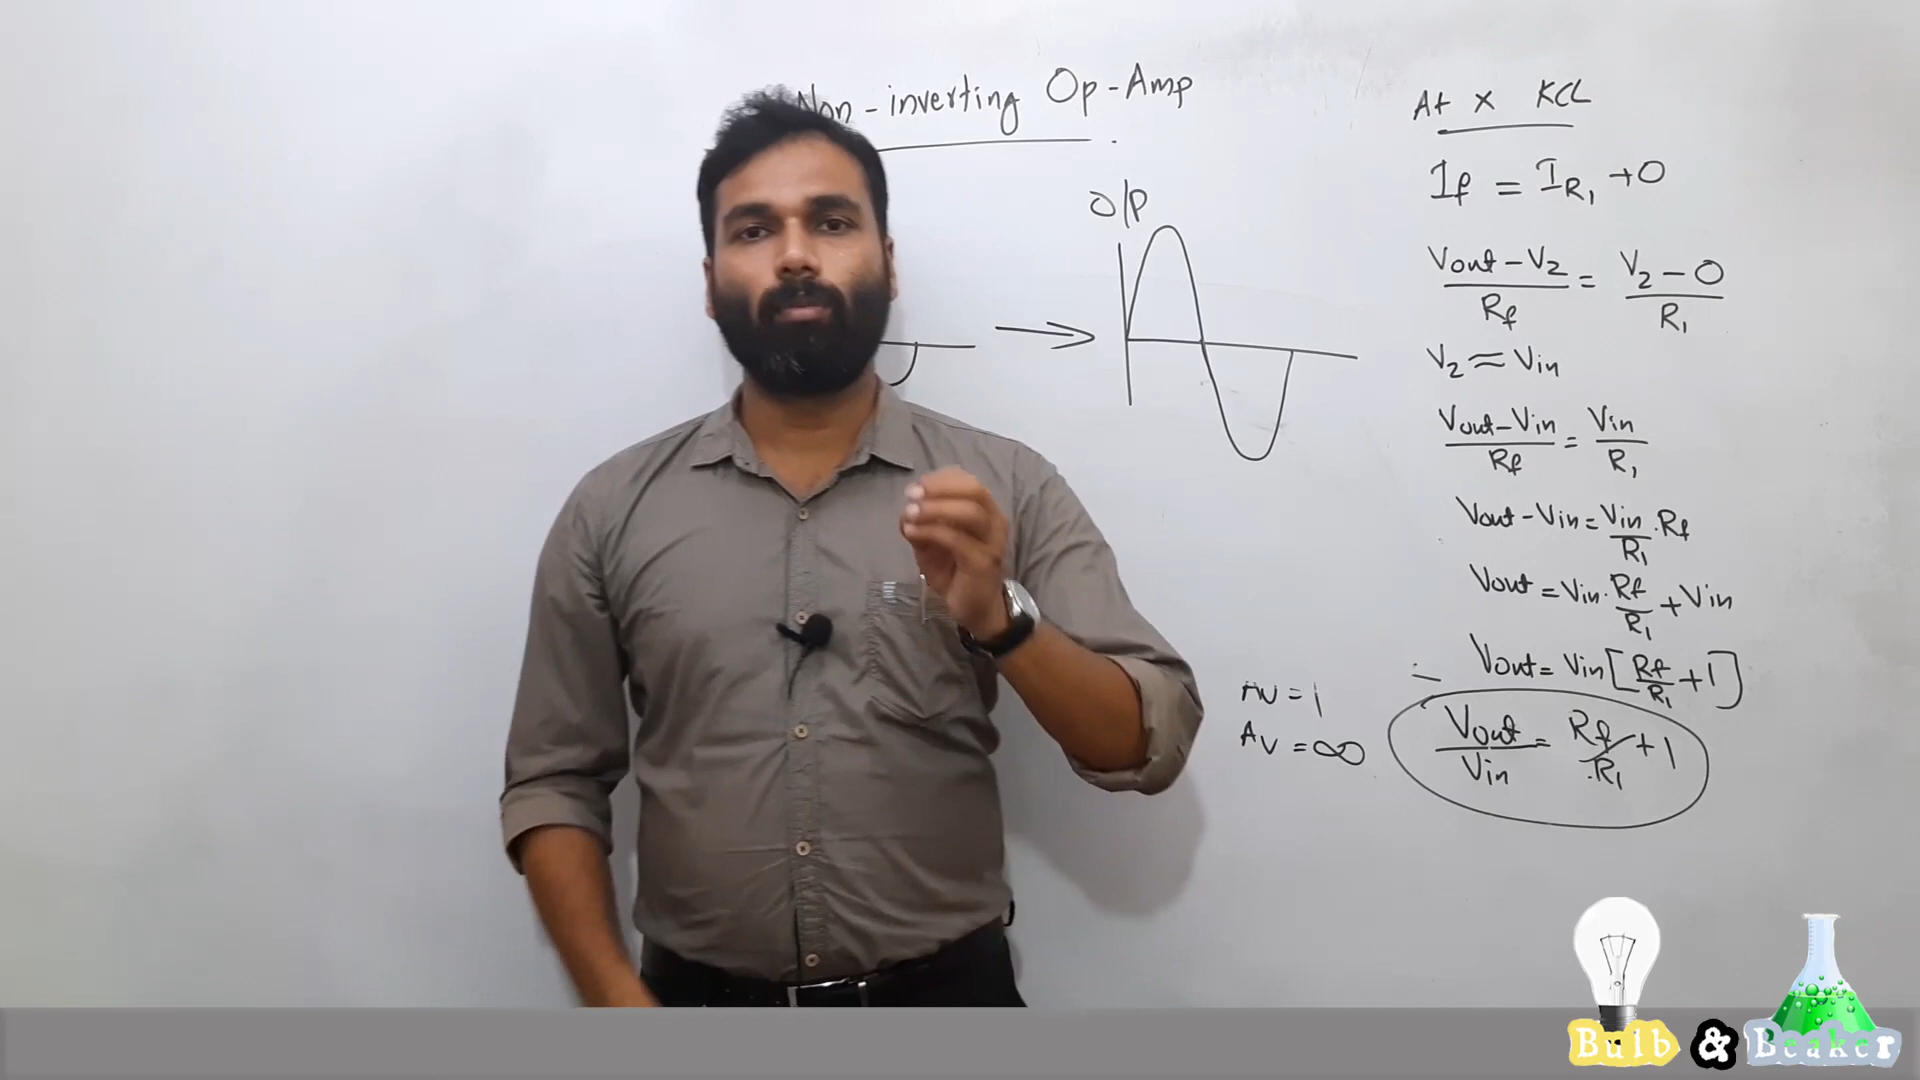 Non-inverting Op-Amp
O/P
At X KCL
If = IR1 + 0
Vout - V2 / Rf = V2 - 0 / R1
V2 ≈ Vin
Vout - Vin / Rf = Vin / R1
Vout - Vin = Vin / R1 . Rf
Vout = Vin . Rf / R1 + Vin
Vout = Vin [Rf / R1 + 1]
Vout / Vin = Rf / R1 + 1
AV = 1
AV = ∞
Bulb & Beaker